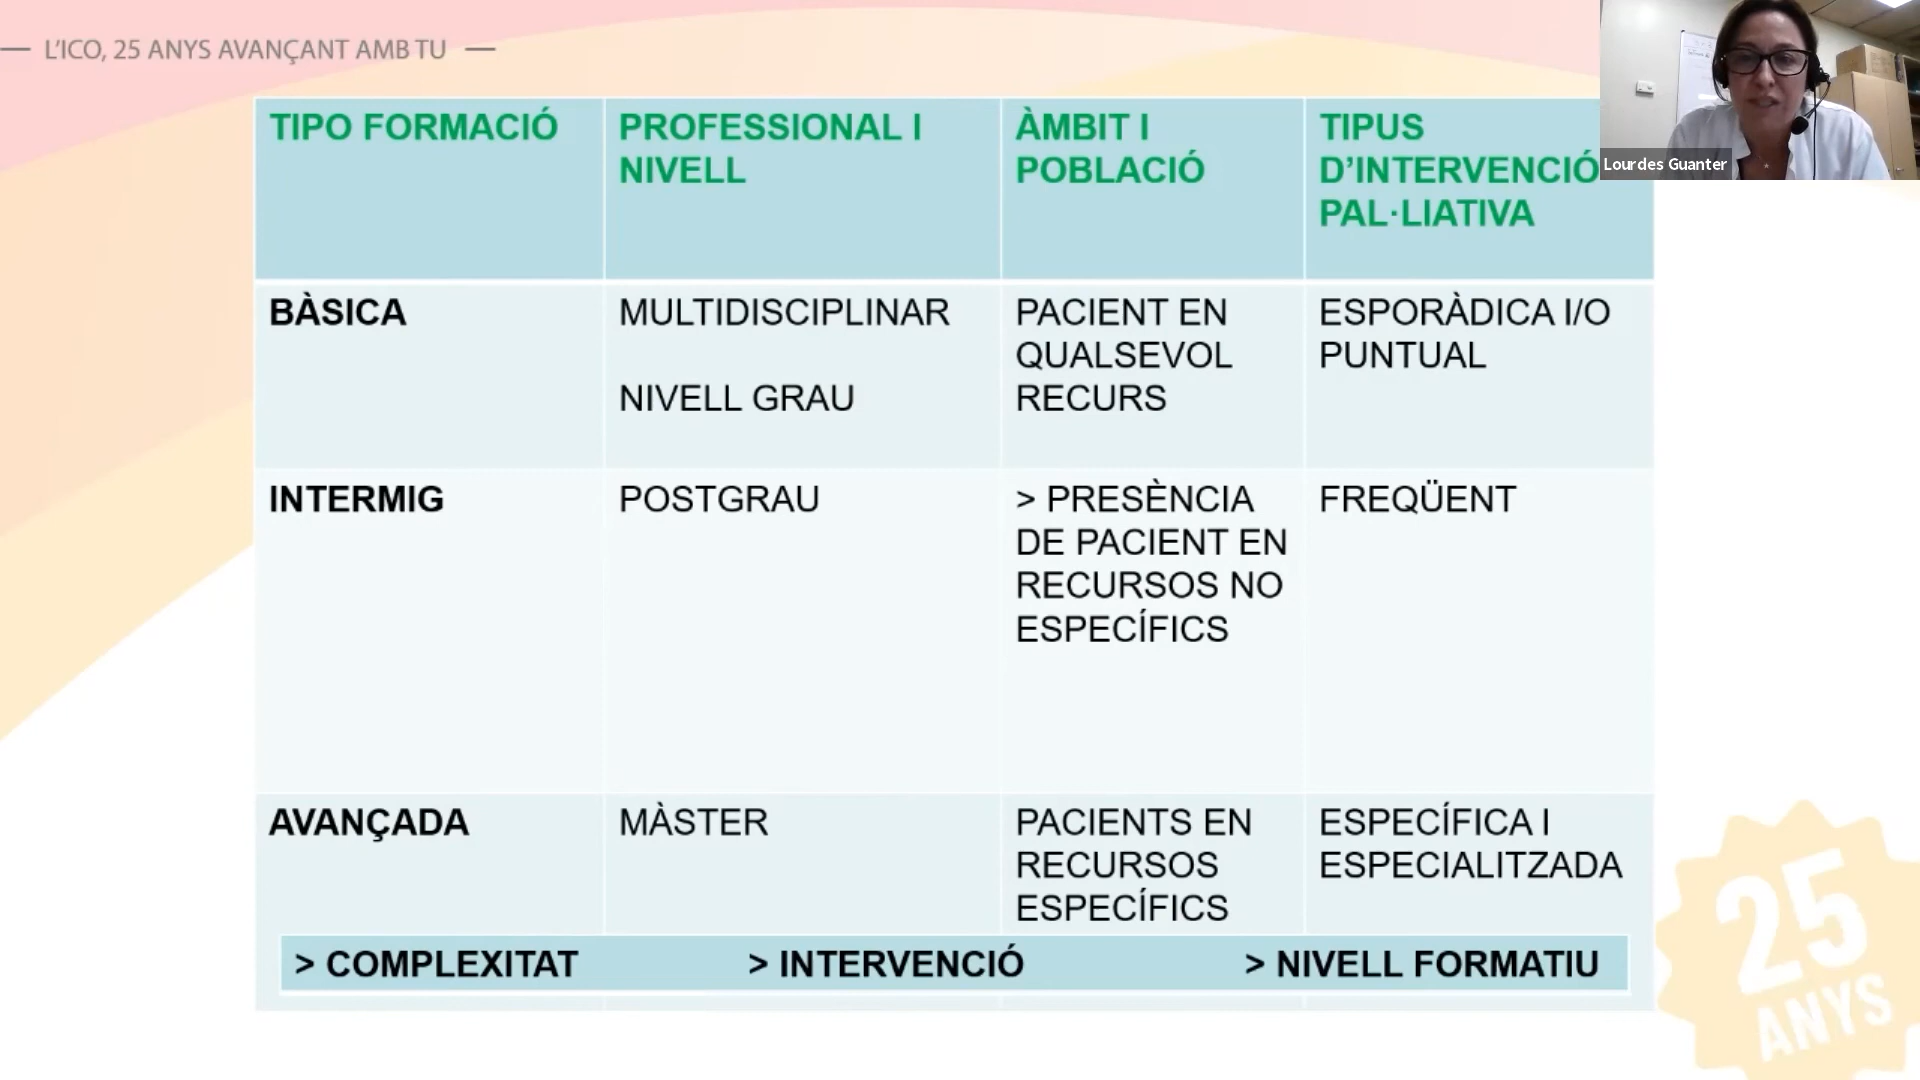 L'ICO, 25 ANYS AVANÇANT AMB TU
Lourdes Guanter
TIPO FORMACIÓ
PROFESSIONAL I
NIVELL
ÀMBIT I
POBLACIÓ
TIPUS
D'INTERVENCIÓ
PAL·LIATIVA
BÀSICA
MULTIDISCIPLINAR
NIVELL GRAU
PACIENT EN
QUALSEVOL
RECURS
ESPORÀDICA I/O
PUNTUAL
INTERMIG
POSTGRAU
> PRESÈNCIA
DE PACIENT EN
RECURSOS NO
ESPECÍFICS
FREQÜENT
AVANÇADA
MÀSTER
PACIENTS EN
RECURSOS
ESPECÍFICS
ESPECÍFICA I
ESPECIALITZADA
> COMPLEXITAT > INTERVENCIÓ > NIVELL FORMATIU
25
ANYS